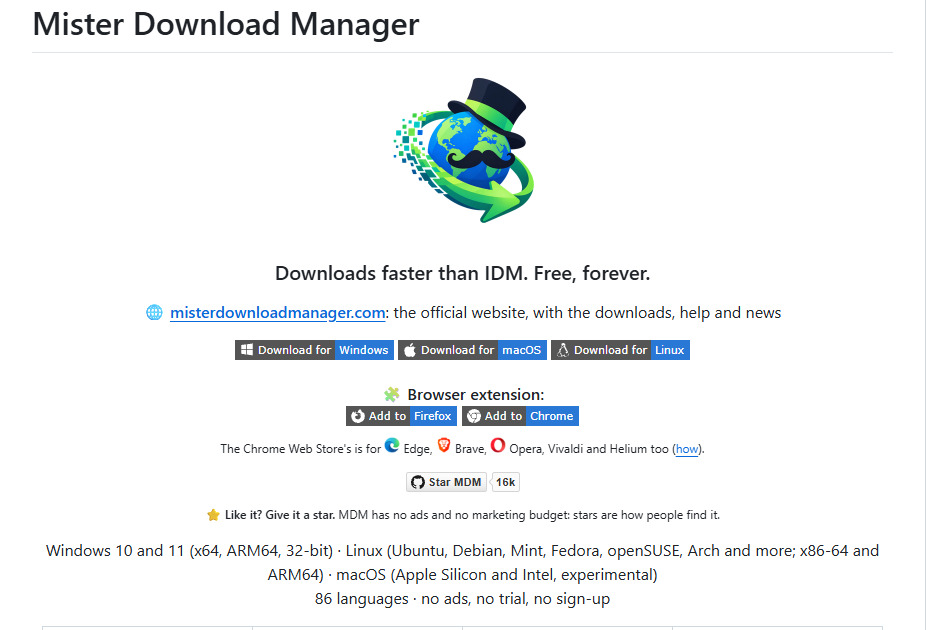 Mister Download Manager
Downloads faster than IDM. Free, forever.
misterdownloadmanager.com: the official website, with the downloads, help and news
Download for Windows Download for macOS Download for Linux
Browser extension:
Add to Firefox Add to Chrome
The Chrome Web Store's is for Edge, Brave, Opera, Vivaldi and Helium too (how).
Star MDM 16k
Like it? Give it a star. MDM has no ads and no marketing budget: stars are how people find it.
Windows 10 and 11 (x64, ARM64, 32-bit) · Linux (Ubuntu, Debian, Mint, Fedora, openSUSE, Arch and more; x86-64 and
ARM64) · macOS (Apple Silicon and Intel, experimental)
86 languages · no ads, no trial, no sign-up